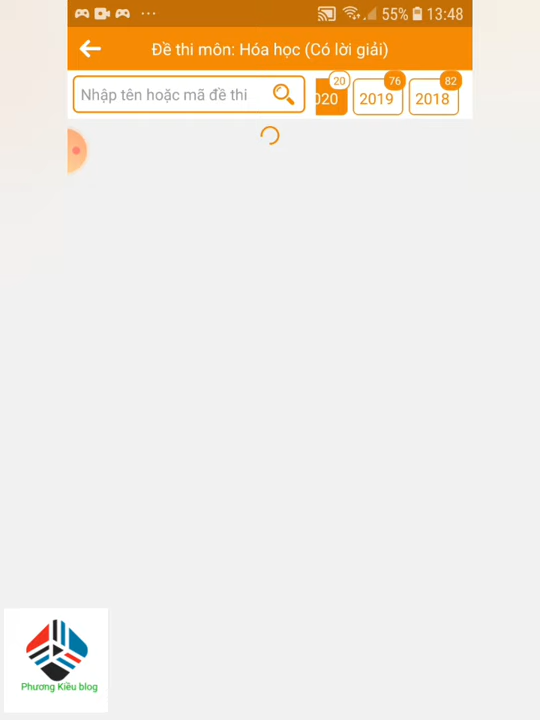 55% 13:48
Đề thi môn: Hóa học (Có lời giải)
Nhập tên hoặc mã đề thi
020 20
2019 76
2018 82
Phương Kiều blog